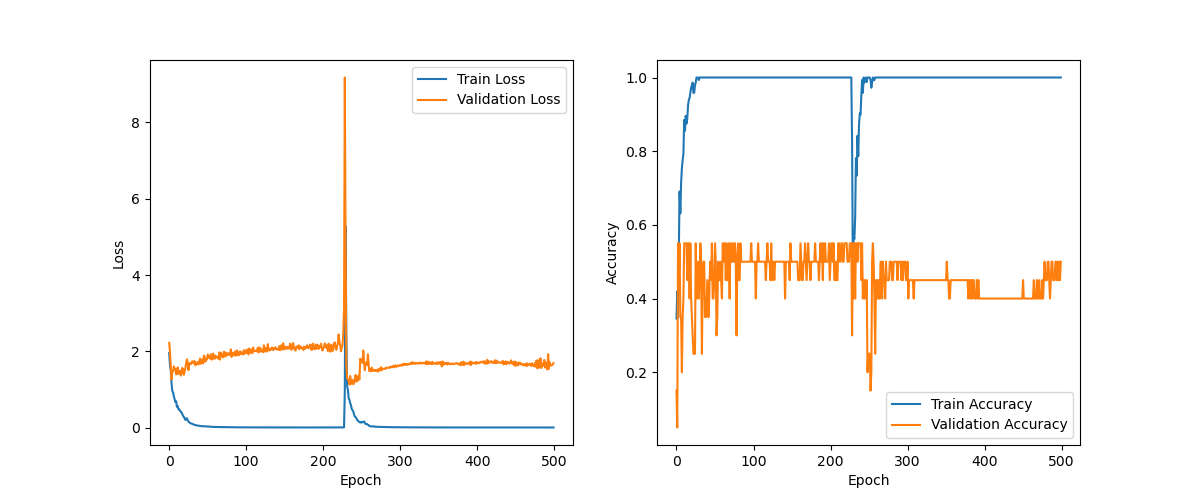 Train Loss
Validation Loss
8
6
4
2
0
Loss
0 100 200 300 400 500
Epoch
1.0
0.8
0.6
0.4
0.2
Accuracy
Train Accuracy
Validation Accuracy
0 100 200 300 400 500
Epoch